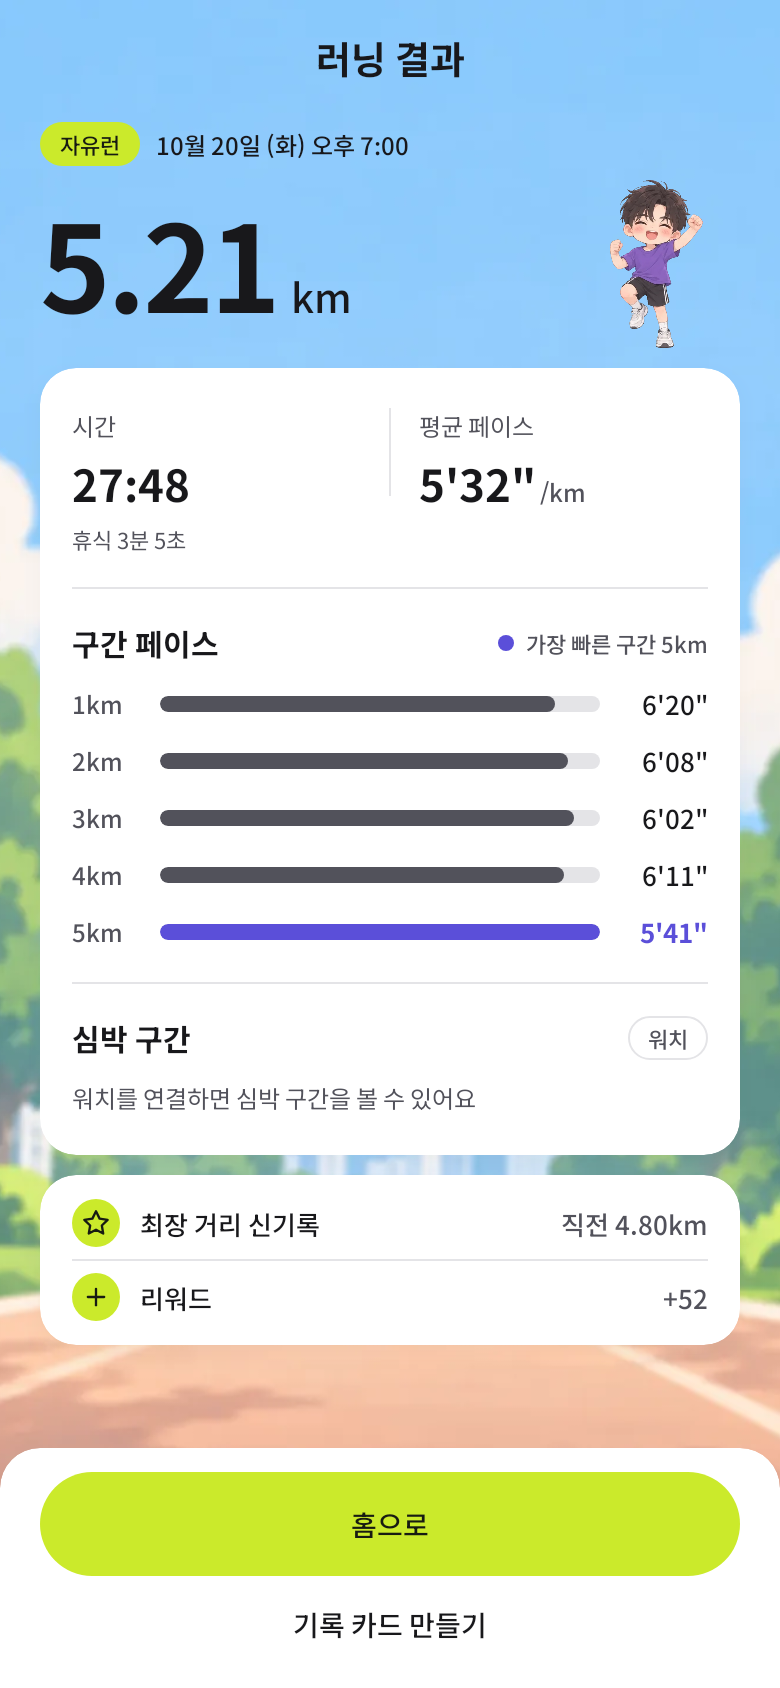 러닝 결과
자유런 10월 20일 (화) 오후 7:00
5.21 km
시간 평균 페이스
27:48 5'32" /km
휴식 3분 5초
구간 페이스 가장 빠른 구간 5km
1km 6'20"
2km 6'08"
3km 6'02"
4km 6'11"
5km 5'41"
심박 구간 워치
워치를 연결하면 심박 구간을 볼 수 있어요
최장 거리 신기록 직전 4.80km
리워드 +52
홈으로
기록 카드 만들기